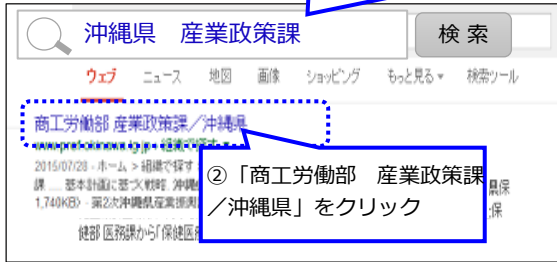 沖縄県　産業政策課
検 索
ウェブ　ニュース　地図　画像　ショッピング　もっと見る▾　検索ツール
商工労働部 産業政策課／沖縄県
2015/07/28 - ホーム > 組織で探す >
課 ... 基本計画に基づく戦略 沖縄
1,740KB) - 第2次沖縄県産業振興
健部 医務課から「保健医療
②「商工労働部　産業政策課
／沖縄県」をクリック